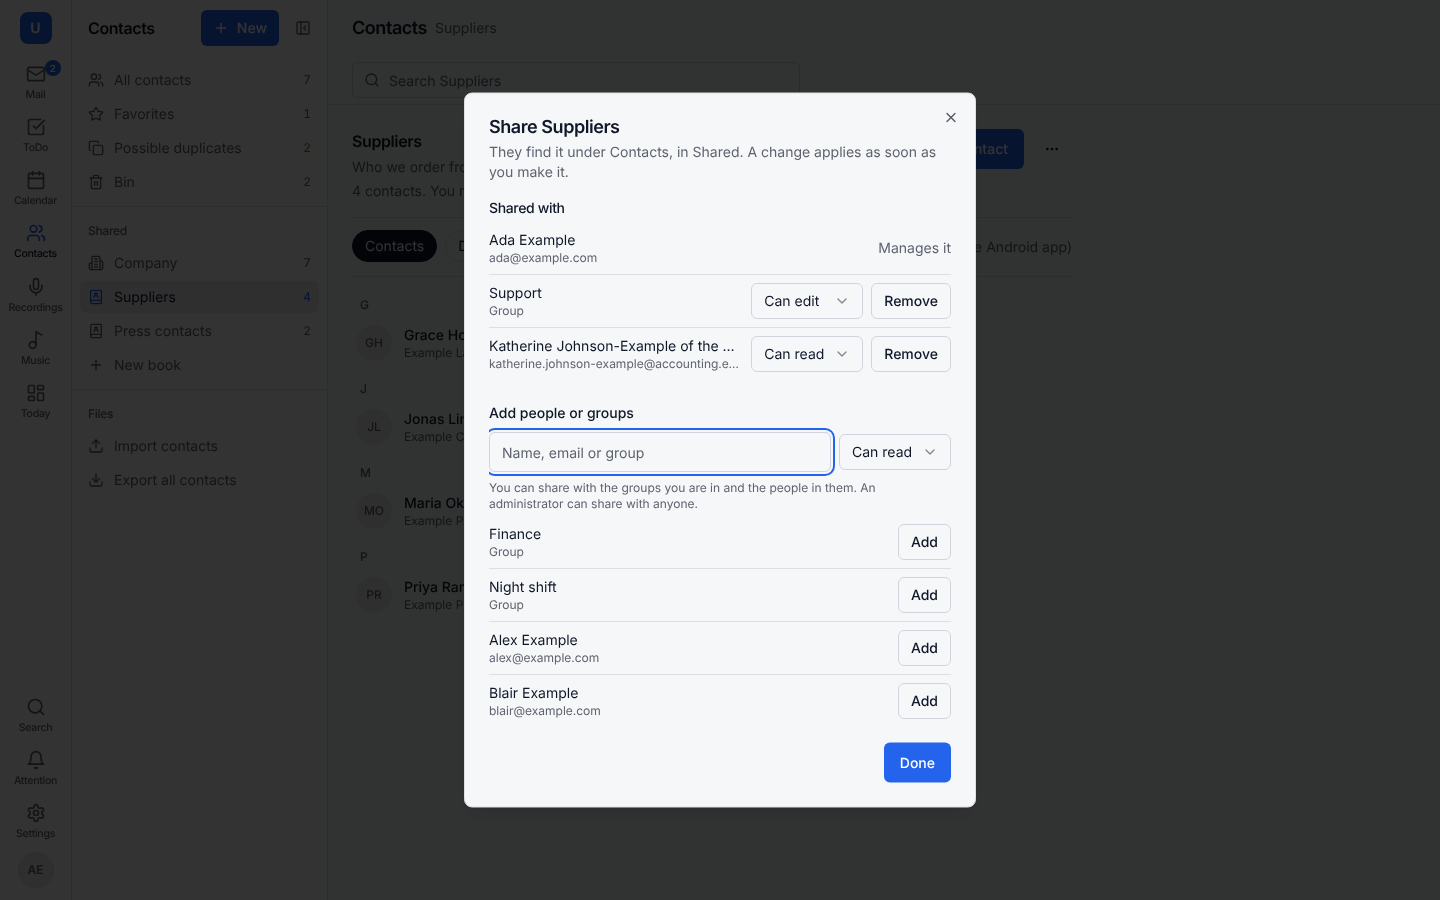 U
Contacts
New
Contacts Suppliers
2
Mail
ToDo
Calendar
Contacts
Recordings
Music
Today
Search
Attention
Settings
AE
All contacts 7
Favorites 1
Possible duplicates 2
Bin 2
Shared
Company 7
Suppliers 4
Press contacts 2
New book
Files
Import contacts
Export all contacts
Search Suppliers
Suppliers
Who we order
4 contacts. You
Contacts
e Android app)
G
GH Grace
Example
J
JL Jonas
Example
M
MO Maria
Example
P
PR Priya
Example
Share Suppliers
They find it under Contacts, in Shared. A change applies as soon as
you make it.
Shared with
Ada Example
ada@example.com
Manages it
Support
Group
Can edit Remove
Katherine Johnson-Example of the ...
katherine.johnson-example@accounting.e...
Can read Remove
Add people or groups
Name, email or group Can read
You can share with the groups you are in and the people in them. An
administrator can share with anyone.
Finance
Group
Add
Night shift
Group
Add
Alex Example
alex@example.com
Add
Blair Example
blair@example.com
Add
Done